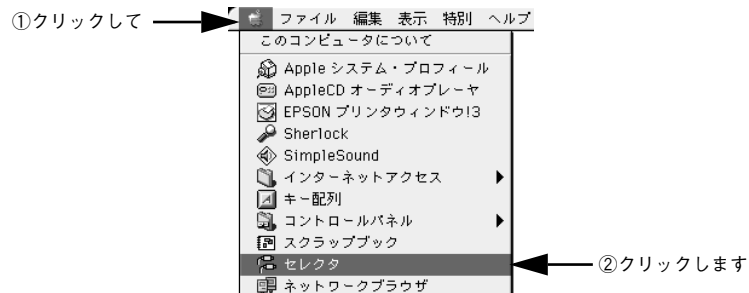 ①クリックして
ファイル 編集 表示 特別 ヘルプ
このコンピュータについて
Apple システム・プロフィール
AppleCD オーディオプレーヤ
EPSON プリンタウィンドウ!3
Sherlock
SimpleSound
インターネットアクセス
キー配列
コントロールパネル
スクラップブック
セレクタ
②クリックします
ネットワークブラウザ